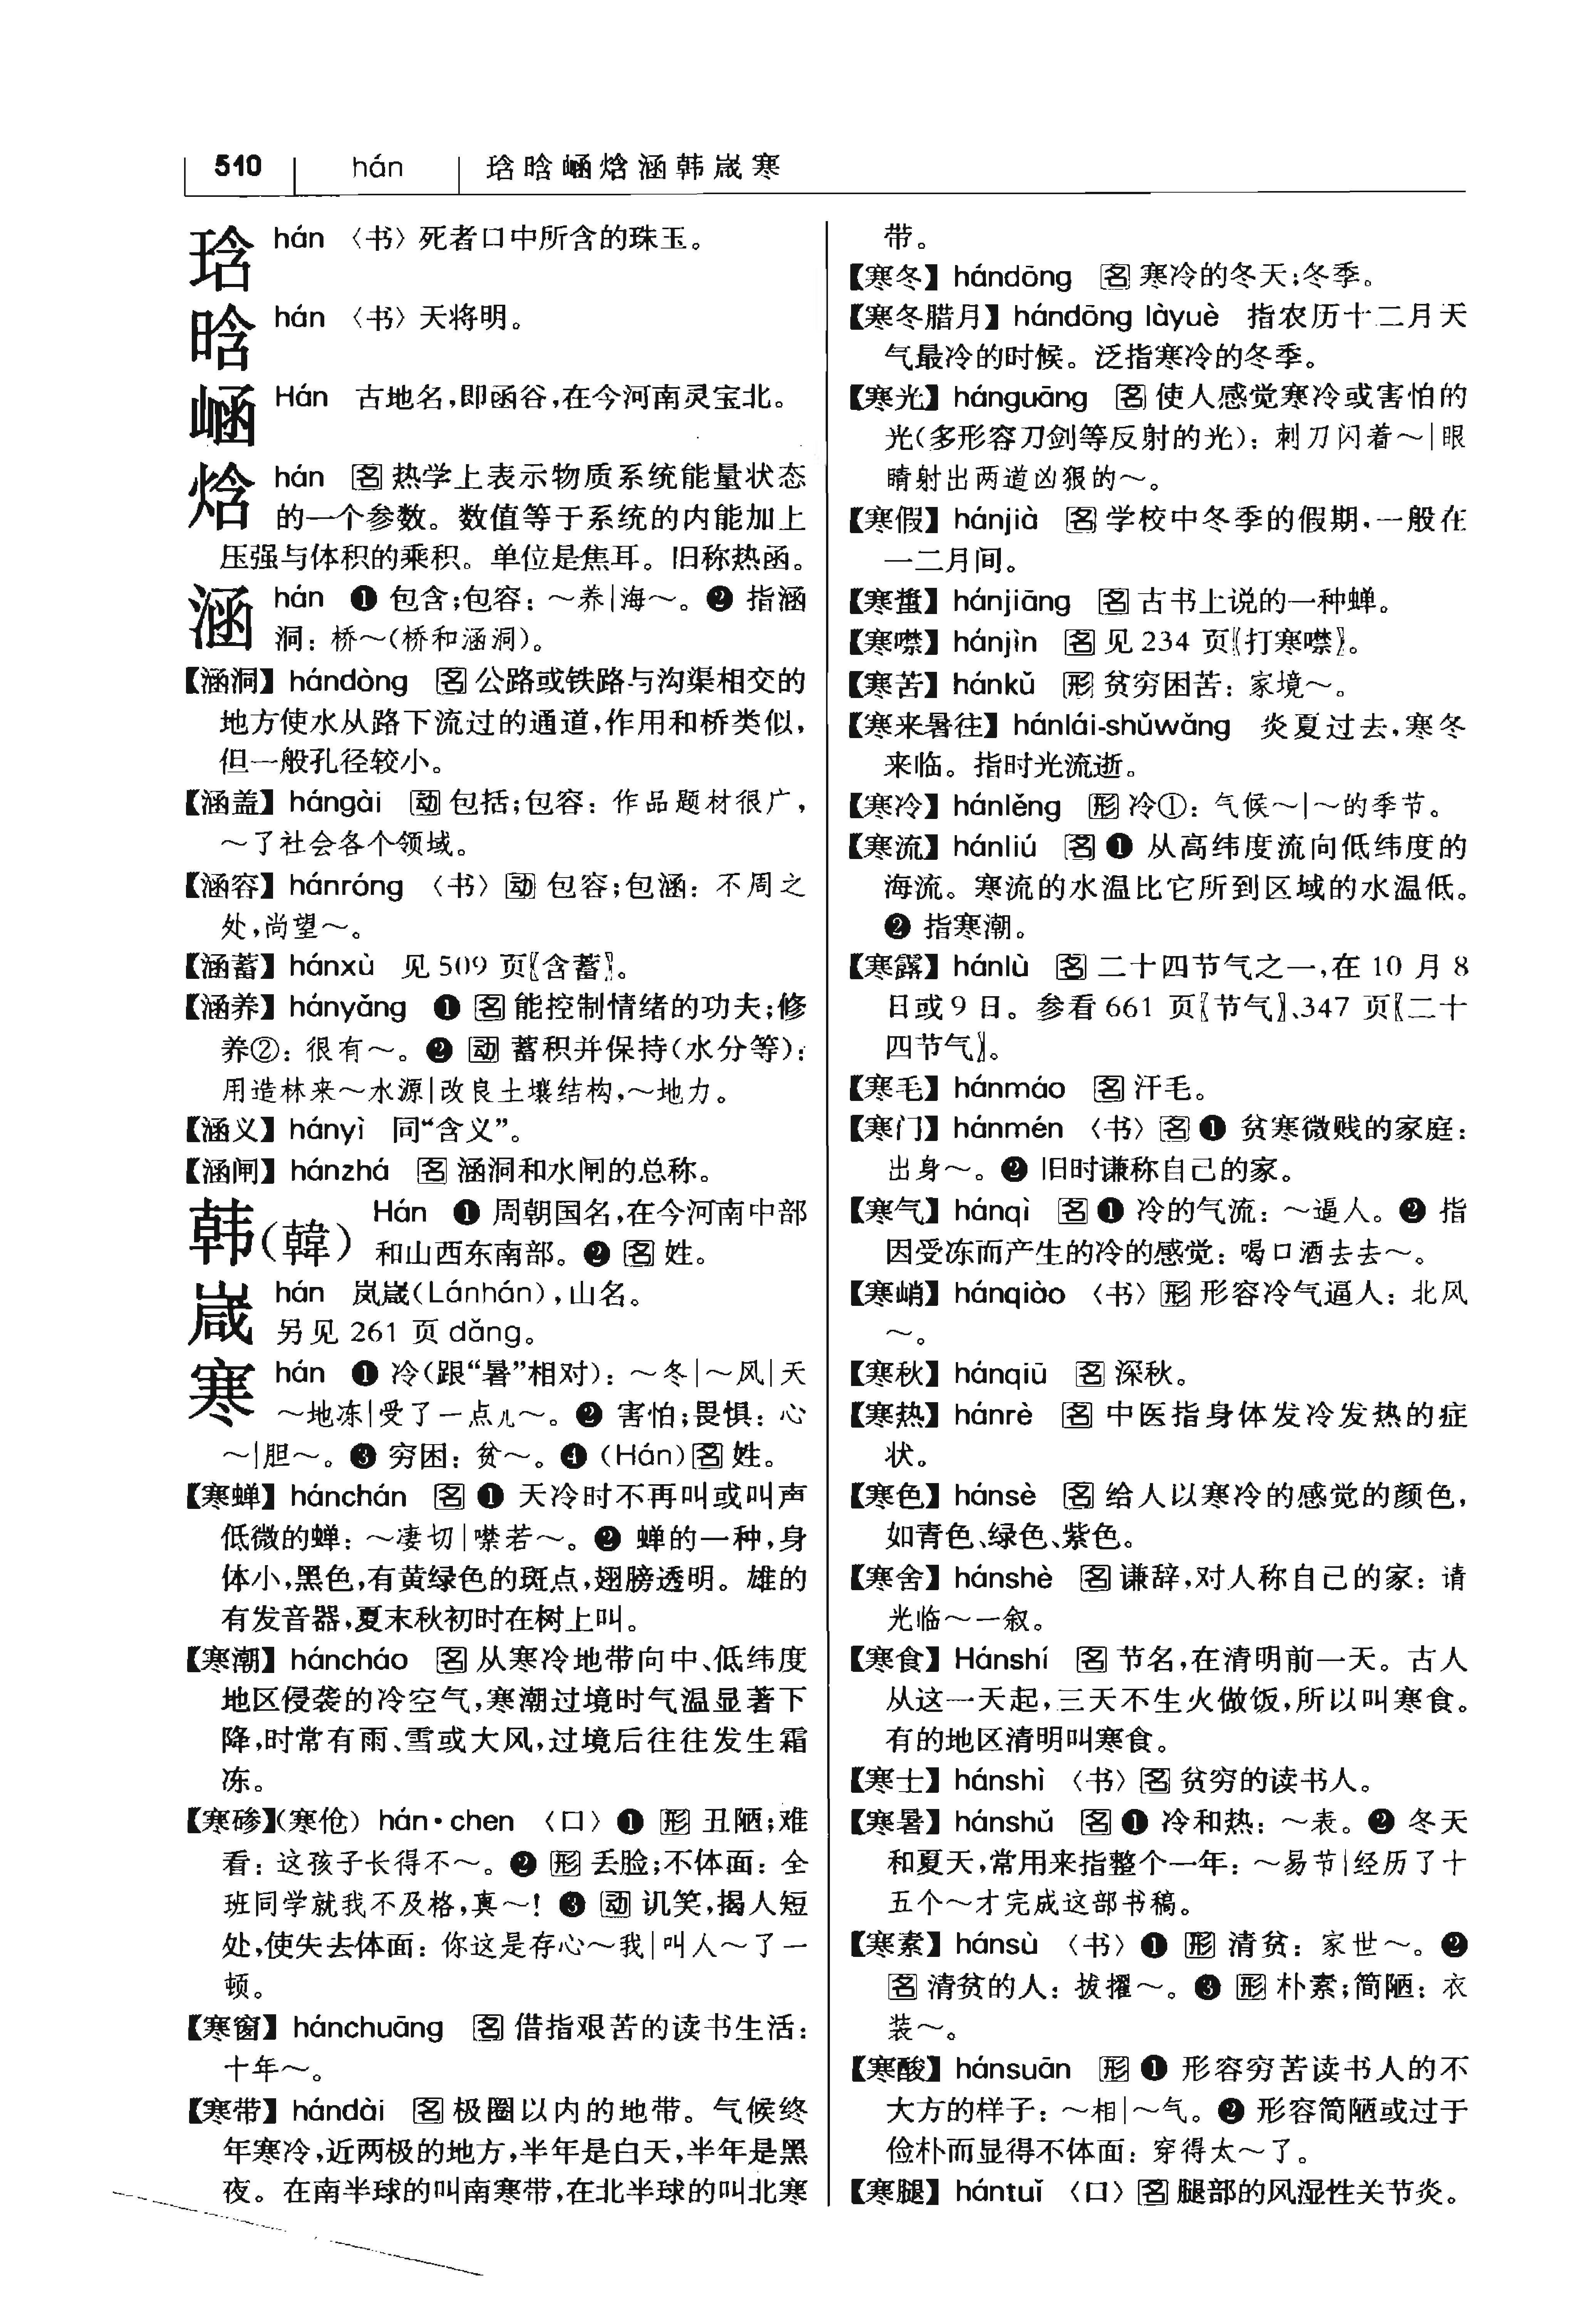 510 hán 琀晗㟏焓涵韩崴寒
琀 hán 〈书〉死者口中所含的珠玉。
晗 hán 〈书〉天将明。
㟏 Hán 古地名,即函谷,在今河南灵宝北。
焓 hán 名 热学上表示物质系统能量状态
的一个参数。数值等于系统的内能加上
压强与体积的乘积。单位是焦耳。旧称热函。
涵 hán ❶ 包含;包容:～养|海～。❷ 指涵
洞:桥～(桥和涵洞)。
【涵洞】hándòng 名 公路或铁路与沟渠相交的
地方使水从路下流过的通道,作用和桥类似,
但一般孔径较小。
【涵盖】hángài 动 包括;包容:作品题材很广,
～了社会各个领域。
【涵容】hánróng 〈书〉动 包容;包涵:不周之
处,尚望～。
【涵蓄】hánxù 见 509 页〖含蓄〗。
【涵养】hányǎng ❶ 名 能控制情绪的功夫;修
养②:很有～。❷ 动 蓄积并保持(水分等):
用造林来～水源|改良土壤结构,～地力。
【涵义】hányì 同“含义”。
【涵闸】hánzhá 名 涵洞和水闸的总称。
韩(韓) Hán ❶ 周朝国名,在今河南中部
和山西东南部。❷ 名 姓。
㟏 hán 岚㟏(Lánhán),山名。
另见 261 页 dǎng。
寒 hán ❶ 冷(跟“暑”相对):～冬|～风|天
～地冻|受了一点儿～。❷ 害怕;畏惧:心
～|胆～。❸ 穷困:贫～。❹ (Hán)名 姓。
【寒蝉】hánchán 名 ❶ 天冷时不再叫或叫声
低微的蝉:～凄切|噤若～。❷ 蝉的一种,身
体小,黑色,有黄绿色的斑点,翅膀透明。雄的
有发音器,夏末秋初时在树上叫。
【寒潮】háncháo 名 从寒冷地带向中、低纬度
地区侵袭的冷空气,寒潮过境时气温显著下
降,时常有雨、雪或大风,过境后往往发生霜
冻。
【寒碜】(寒伧) hán·chen 〈口〉❶ 形 丑陋;难
看:这孩子长得不～。❷ 形 丢脸;不体面:全
班同学就我不及格,真～!❸ 动 讥笑,揭人短
处,使失去体面:你这是存心～我|叫人～了一
顿。
【寒窗】hánchuāng 名 借指艰苦的读书生活:
十年～。
【寒带】hándài 名 极圈以内的地带。气候终
年寒冷,近两极的地方,半年是白天,半年是黑
夜。在南半球的叫南寒带,在北半球的叫北寒
带。
【寒冬】hándōng 名 寒冷的冬天;冬季。
【寒冬腊月】hándōng làyuè 指农历十二月天
气最冷的时候。泛指寒冷的冬季。
【寒光】hánguāng 名 使人感觉寒冷或害怕的
光(多形容刀剑等反射的光):刺刀闪着～|眼
睛射出两道凶狠的～。
【寒假】hánjià 名 学校中冬季的假期,一般在
一二月间。
【寒螀】hánjiāng 名 古书上说的一种蝉。
【寒噤】hánjìn 名 见 234 页〖打寒噤〗。
【寒苦】hánkǔ 形 贫穷困苦:家境～。
【寒来暑往】hánlái-shǔwǎng 炎夏过去,寒冬
来临。指时光流逝。
【寒冷】hánlěng 形 冷①:气候～|～的季节。
【寒流】hánliú 名 ❶ 从高纬度流向低纬度的
海流。寒流的水温比它所到区域的水温低。
❷ 指寒潮。
【寒露】hánlù 名 二十四节气之一,在 10 月 8
日或 9 日。参看 661 页〖节气〗、347 页〖二十
四节气〗。
【寒毛】hánmáo 名 汗毛。
【寒门】hánmén 〈书〉名 ❶ 贫寒微贱的家庭:
出身～。❷ 旧时谦称自己的家。
【寒气】hánqì 名 ❶ 冷的气流:～逼人。❷ 指
因受冻而产生的冷的感觉:喝口酒去去～。
【寒峭】hánqiào 〈书〉形 形容冷气逼人:北风
～。
【寒秋】hánqiū 名 深秋。
【寒热】hánrè 名 中医指身体发冷发热的症
状。
【寒色】hánsè 名 给人以寒冷的感觉的颜色,
如青色、绿色、紫色。
【寒舍】hánshè 名 谦辞,对人称自己的家:请
光临～一叙。
【寒食】Hánshí 名 节名,在清明前一天。古人
从这一天起,三天不生火做饭,所以叫寒食。
有的地区清明叫寒食。
【寒士】hánshì 〈书〉名 贫穷的读书人。
【寒暑】hánshǔ 名 ❶ 冷和热:～表。❷ 冬天
和夏天,常用来指整个一年:～易节|经历了十
五个～才完成这部书稿。
【寒素】hánsù 〈书〉❶ 形 清贫:家世～。❷
名 清贫的人:拔擢～。❸ 形 朴素;简陋:衣
装～。
【寒酸】hánsuān 形 ❶ 形容穷苦读书人的不
大方的样子:～相|～气。❷ 形容简陋或过于
俭朴而显得不体面:穿得太～了。
【寒腿】hántuǐ 〈口〉名 腿部的风湿性关节炎。